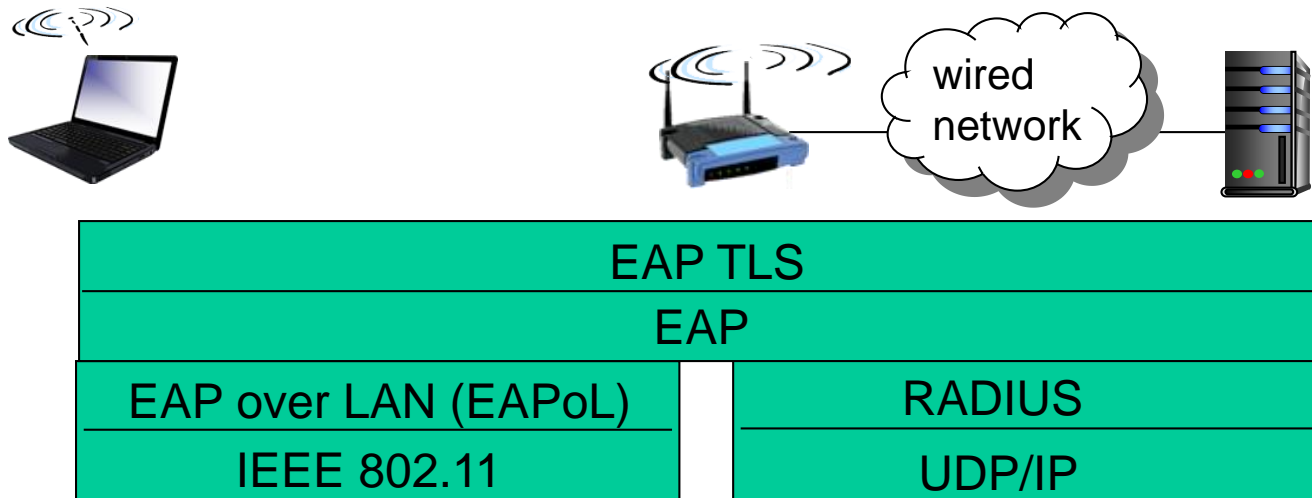 wired
network
EAP TLS
EAP
EAP over LAN (EAPoL)
IEEE 802.11
RADIUS
UDP/IP